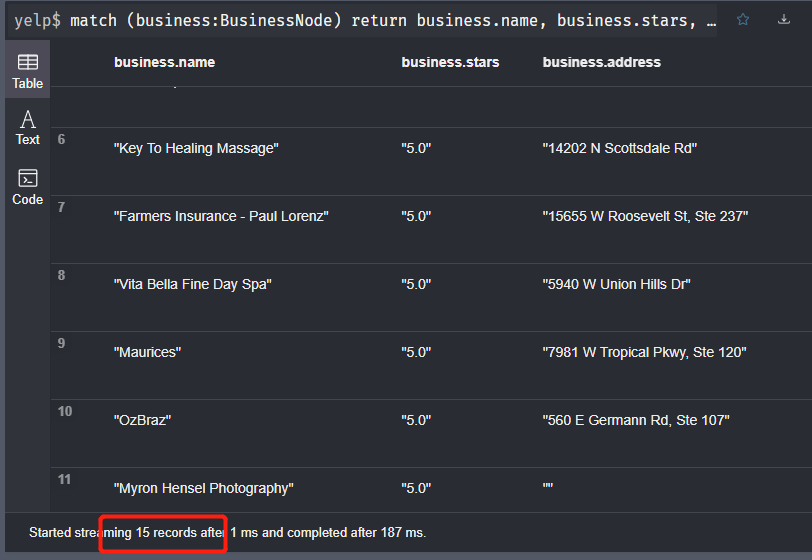 yelp$ match (business:BusinessNode) return business.name, business.stars, …
Table
Text
Code
business.name business.stars business.address
6 "Key To Healing Massage" "5.0" "14202 N Scottsdale Rd"
7 "Farmers Insurance - Paul Lorenz" "5.0" "15655 W Roosevelt St, Ste 237"
8 "Vita Bella Fine Day Spa" "5.0" "5940 W Union Hills Dr"
9 "Maurices" "5.0" "7981 W Tropical Pkwy, Ste 120"
10 "OzBraz" "5.0" "560 E Germann Rd, Ste 107"
11 "Myron Hensel Photography" "5.0" ""
Started streaming 15 records after 1 ms and completed after 187 ms.